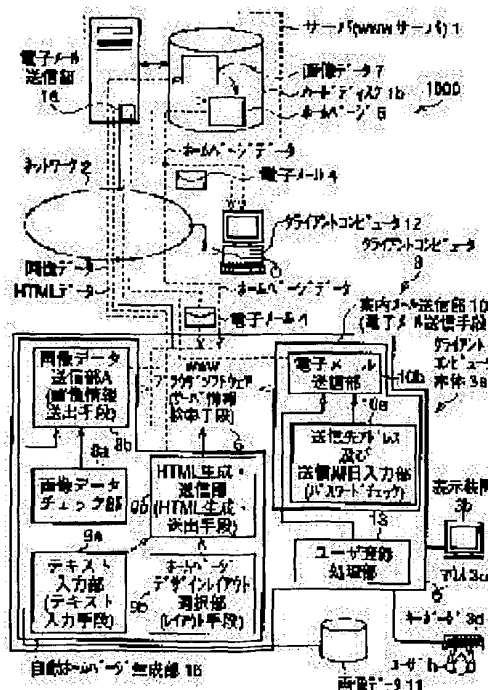 サーバ(WWWサーバ)1
電子メール
送信部
1a
画像データ7
ハードディスク1b
ホームページ6
1000
ホームページデータ
ネットワーク2
電子メール4
クライアントコンピュータ12
クライアントコンピュータ
3
画像データ
HTMLデータ
ホームページデータ
電子メール4
案内メール送信部10
(電子メール送信手段)
クライアント
コンピュータ
本体3a
画像データ
送信部A
(画像情報
送出手段)
8b
WWW
ブラウザソフトウェア
(サーバ情報
手段)
電子メール
送信部
10b
8a
画像データ
チェック部
HTML生成・
送信部
(HTML生成・
送出手段)
送信先アドレス
及び
送信期日入力部
(パスワードチェック)
表示装置
3b
9a
テキスト
入力部
(テキスト
入力手段)
9b
ホームページ
デザインレイアウト
選択部
(レイアウト手段)
13
ユーザ登録
処理部
キーボード3d
ユーザh
自動ホームページ生成部16
画像データ11